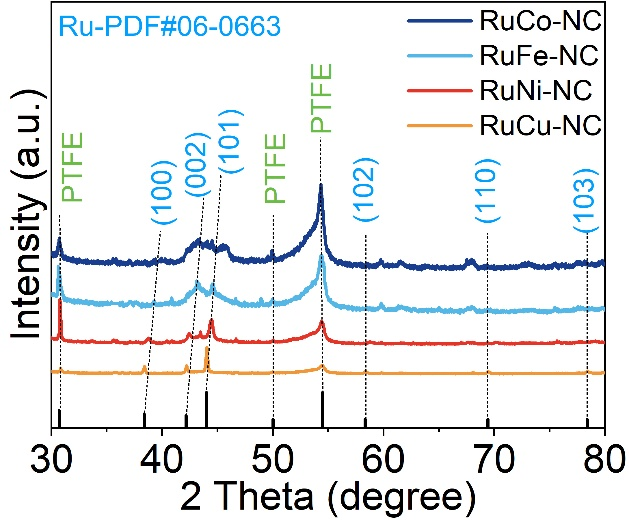 Ru-PDF#06-0663
RuCo-NC
RuFe-NC
RuNi-NC
RuCu-NC
PTFE
(100)
(002)
(101)
PTFE
PTFE
(102)
(110)
(103)
Intensity (a.u.)
30 40 50 60 70 80
2 Theta (degree)